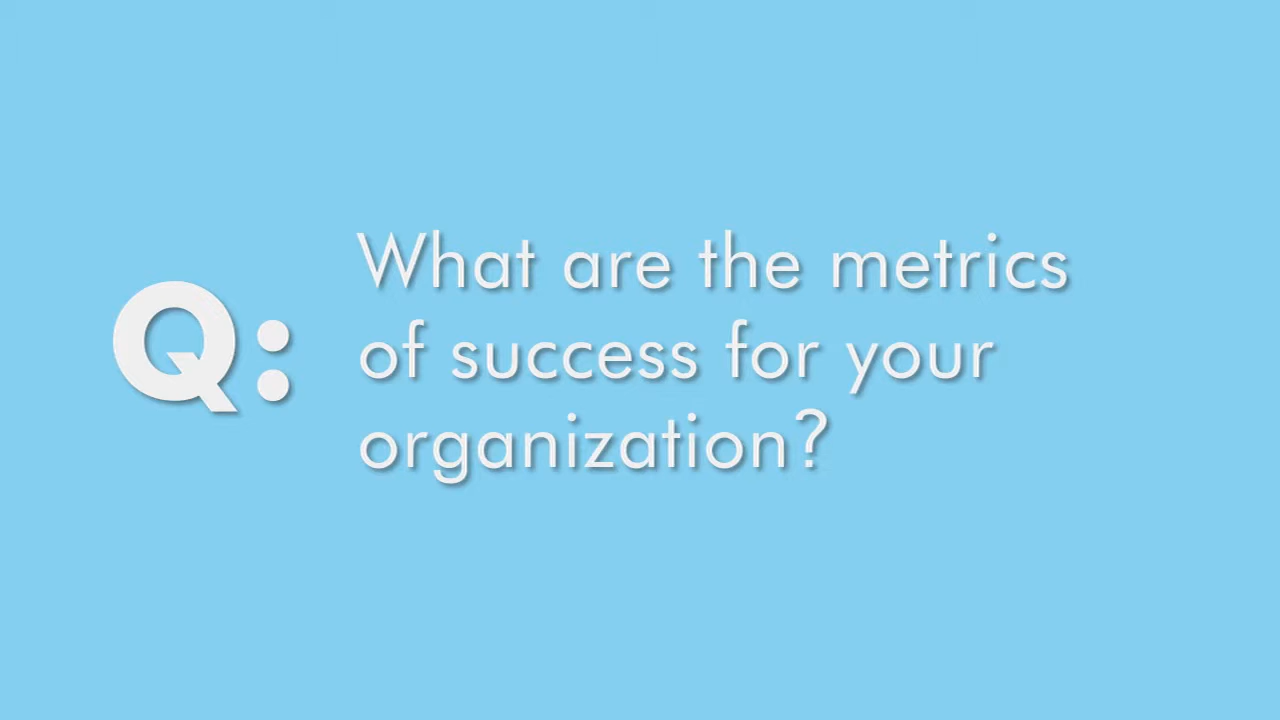 Q:
What are the metrics
of success for your
organization?